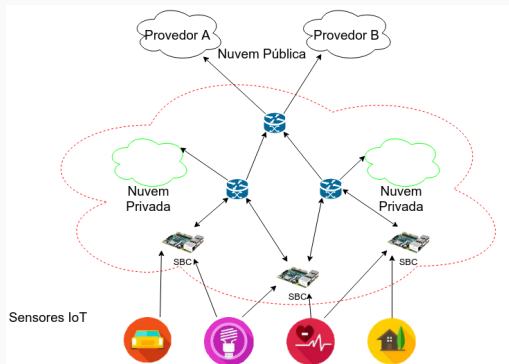 Provedor A
Provedor B
Nuvem Pública
Nuvem
Privada
Nuvem
Privada
SBC
SBC
SBC
Sensores IoT